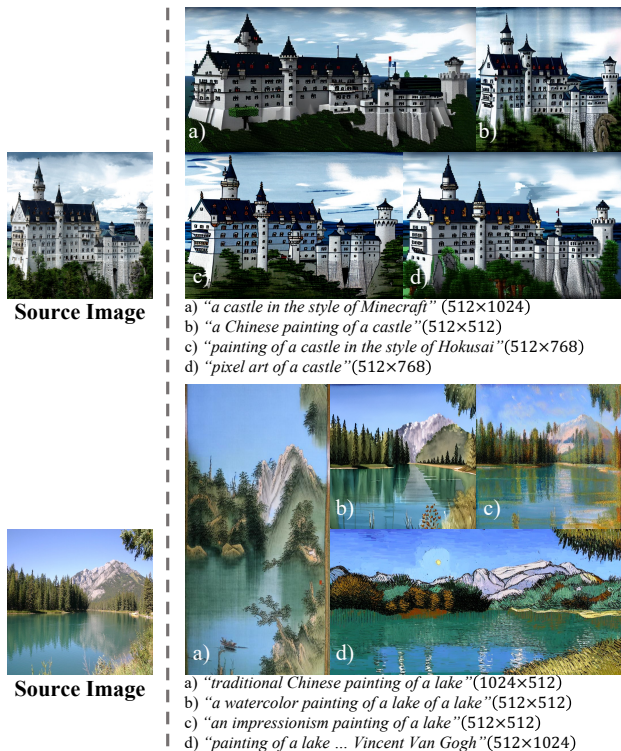 a)
b)
c)
d)
Source Image
a) “a castle in the style of Minecraft” (512×1024)
b) “a Chinese painting of a castle”(512×512)
c) “painting of a castle in the style of Hokusai”(512×768)
d) “pixel art of a castle”(512×768)
b)
c)
a)
d)
Source Image
a) “traditional Chinese painting of a lake”(1024×512)
b) “a watercolor painting of a lake of a lake”(512×512)
c) “an impressionism painting of a lake”(512×512)
d) “painting of a lake ... Vincent Van Gogh”(512×1024)